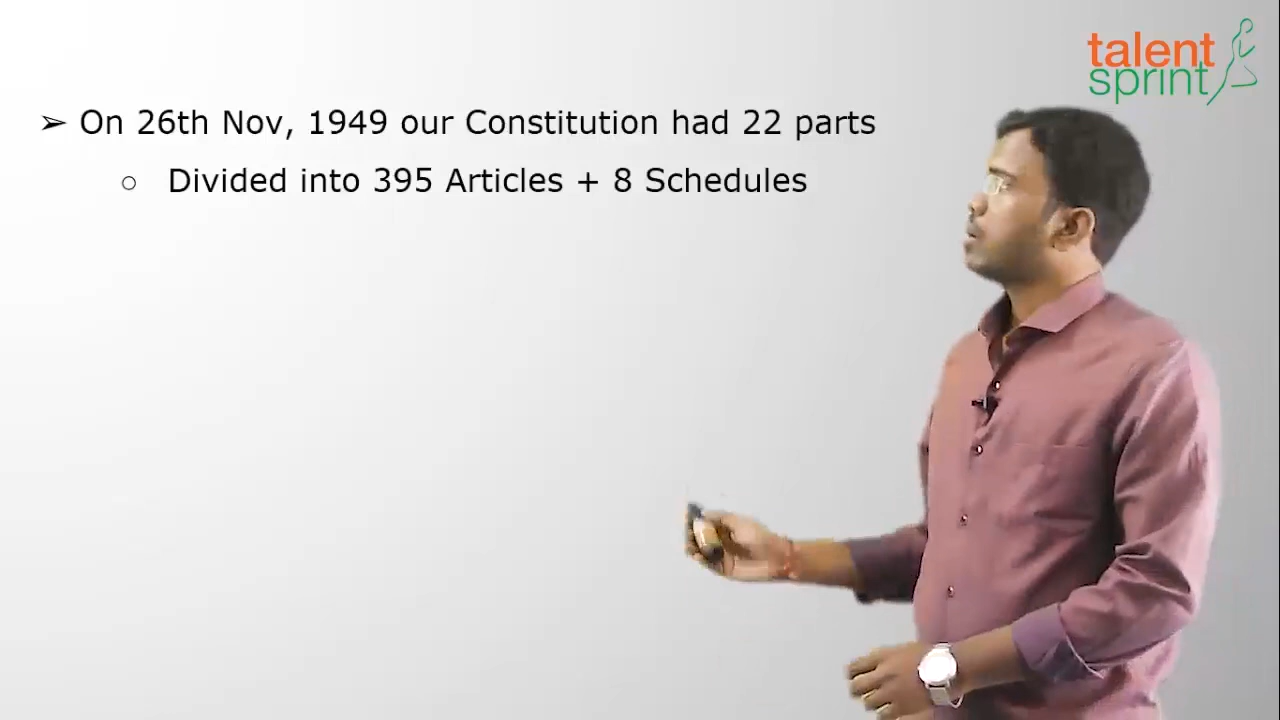 talent
sprint
➢ On 26th Nov, 1949 our Constitution had 22 parts
○ Divided into 395 Articles + 8 Schedules